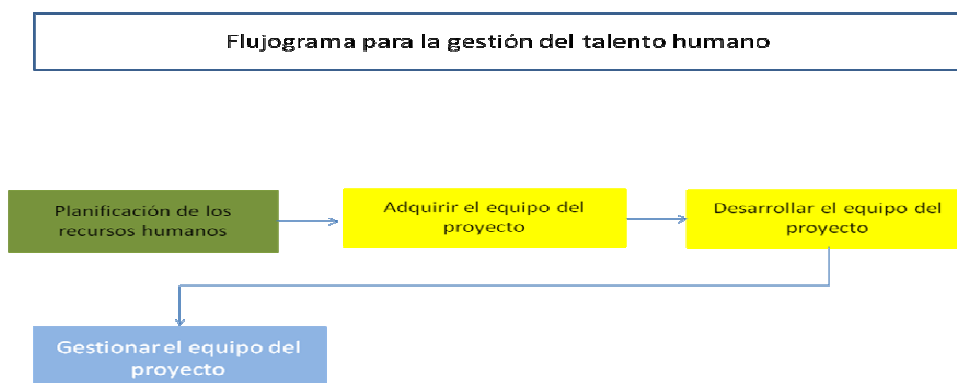 Flujograma para la gestión del talento humano
Planificación de los
recursos humanos
Adquirir el equipo del
proyecto
Desarrollar el equipo del
proyecto
Gestionar el equipo del
proyecto